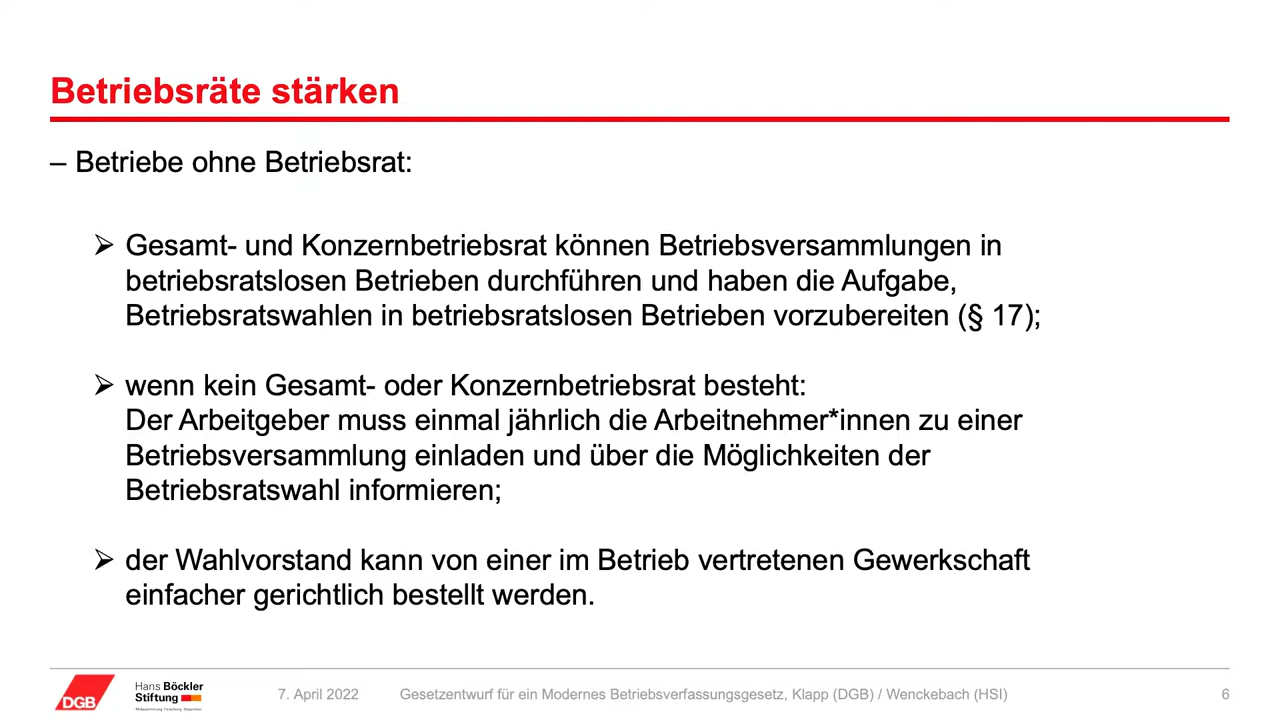 Betriebsräte stärken
– Betriebe ohne Betriebsrat:
➢ Gesamt- und Konzernbetriebsrat können Betriebsversammlungen in
betriebsratslosen Betrieben durchführen und haben die Aufgabe,
Betriebsratswahlen in betriebsratslosen Betrieben vorzubereiten (§ 17);
➢ wenn kein Gesamt- oder Konzernbetriebsrat besteht:
Der Arbeitgeber muss einmal jährlich die Arbeitnehmer*innen zu einer
Betriebsversammlung einladen und über die Möglichkeiten der
Betriebsratswahl informieren;
➢ der Wahlvorstand kann von einer im Betrieb vertretenen Gewerkschaft
einfacher gerichtlich bestellt werden.
DGB
Hans Böckler
Stiftung
Mitbestimmung. Forschung. Stipendien.
7. April 2022
Gesetzentwurf für ein Modernes Betriebsverfassungsgesetz, Klapp (DGB) / Wenckebach (HSI)
6